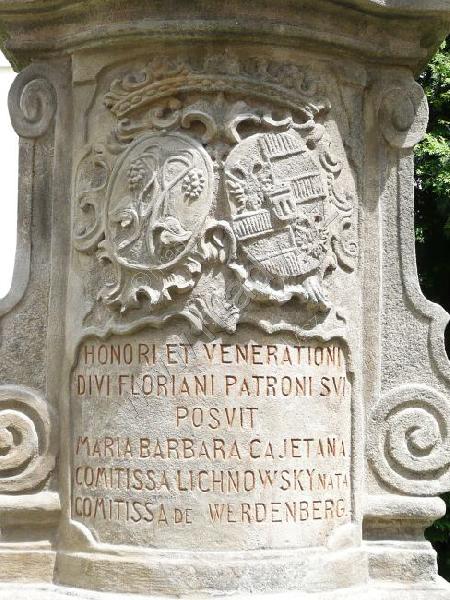 HONORI ET VENERATIONI
DIVI FLORIANI PATRONI SVI
POSVIT
MARIA BARBARA CAJETANA
COMITISSA LICHNOWSKY NATA
COMITISSA DE WERDENBERG.